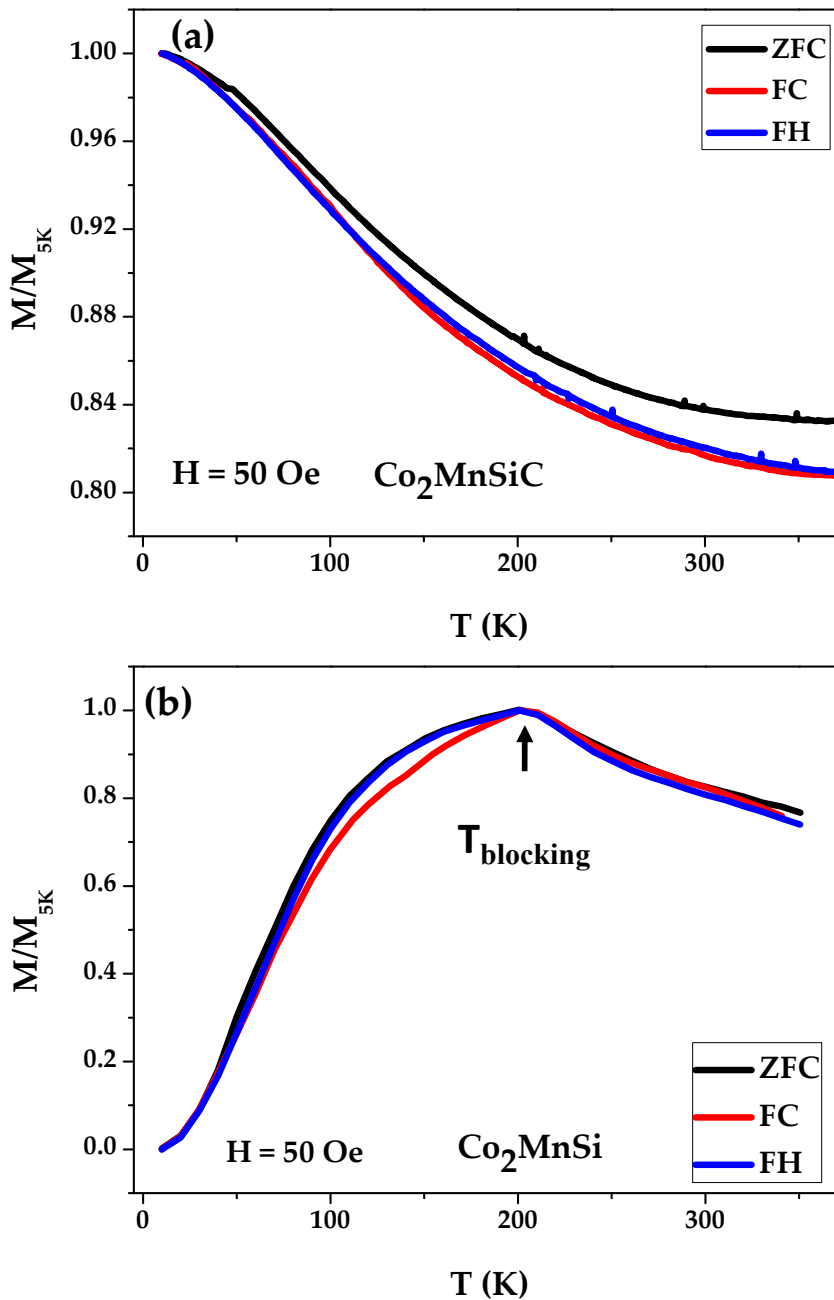 (a)
ZFC
FC
FH
1.00
0.96
0.92
0.88
0.84
0.80
M/M5K
H = 50 Oe Co2MnSiC
0 100 200 300
T (K)
(b)
1.0
0.8
0.6
0.4
0.2
0.0
M/M5K
Tblocking
ZFC
FC
FH
H = 50 Oe Co2MnSi
0 100 200 300
T (K)